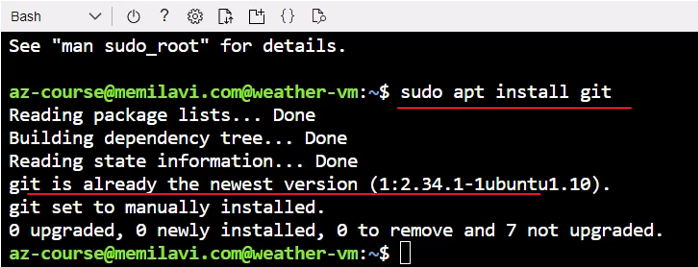 Bash
See "man sudo_root" for details.
az-course@memilavi.com@weather-vm:~$ sudo apt install git
Reading package lists... Done
Building dependency tree... Done
Reading state information... Done
git is already the newest version (1:2.34.1-1ubuntu1.10).
git set to manually installed.
0 upgraded, 0 newly installed, 0 to remove and 7 not upgraded.
az-course@memilavi.com@weather-vm:~$